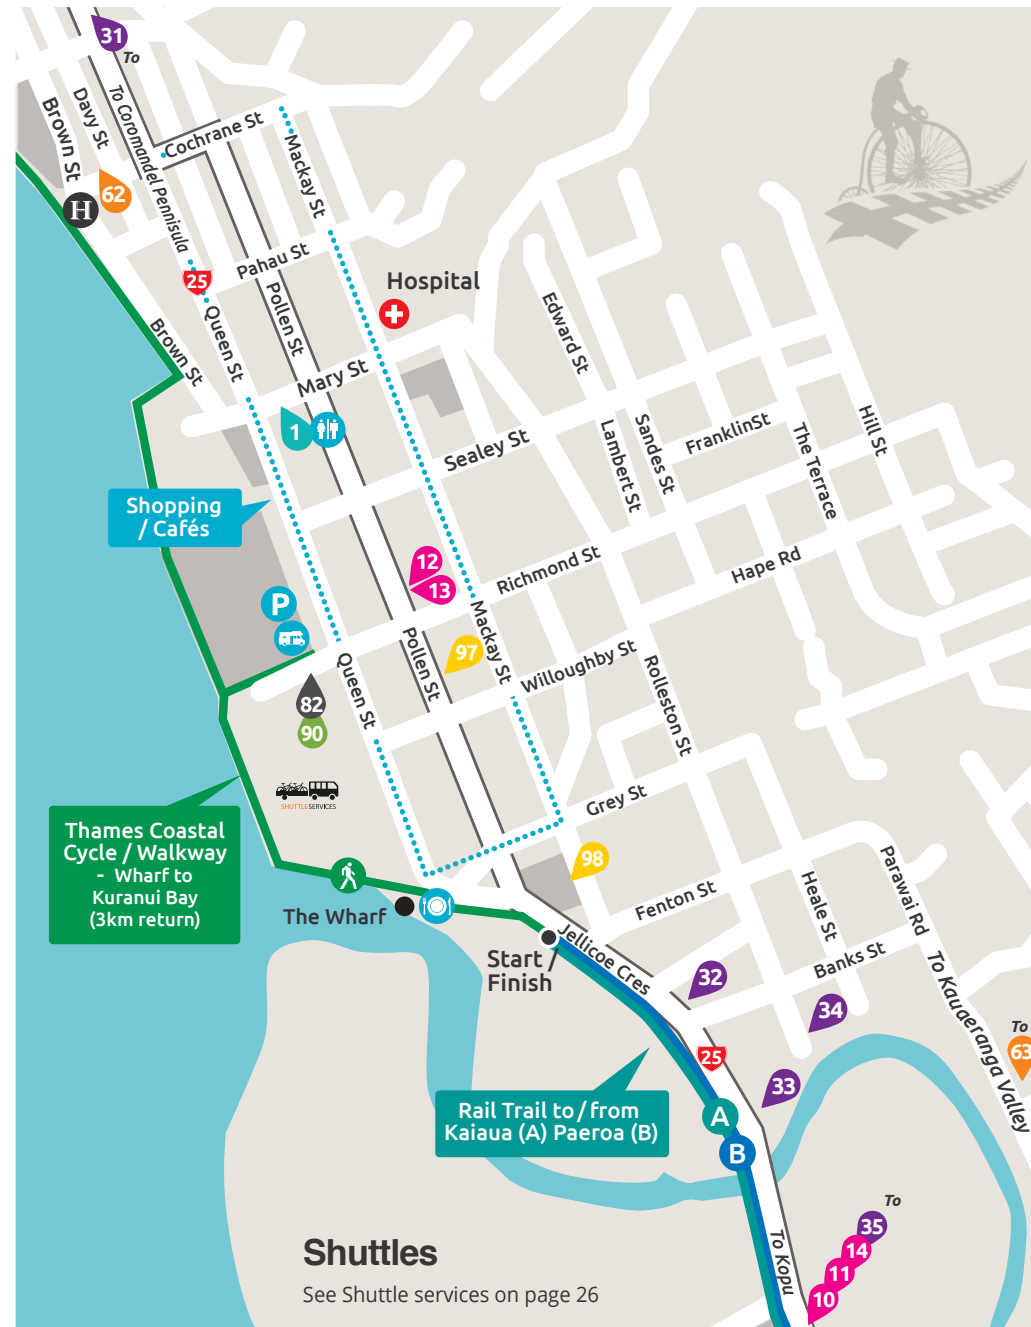 31
To
To Coromandel Pennisula
Davy St
Brown St
Cochrane St
Mackay St
62
H
Pahau St
25
Hospital
Queen St
Pollen St
Brown St
Edward St
Mary St
1
Sealey St
Lambert St
Sandes St
FranklinSt
The Terrace
Hill St
Shopping
/ Cafés
12
13
Richmond St
Hape Rd
P
Mackay St
Pollen St
97
Queen St
Willoughby St
Rolleston St
82
90
SHUTTLESERVICES
Grey St
Thames Coastal
Cycle / Walkway
- Wharf to
Kuranui Bay
(3km return)
98
Parawai Rd
Heale St
Fenton St
The Wharf
Jellicoe Cres
Start /
Finish
Banks St
32
34
To Kauaeranga Valley
To
63
25
33
Rail Trail to / from
Kaiaua (A) Paeroa (B)
A
B
To
35
14
11
10
To Kopu
Shuttles
See Shuttle services on page 26